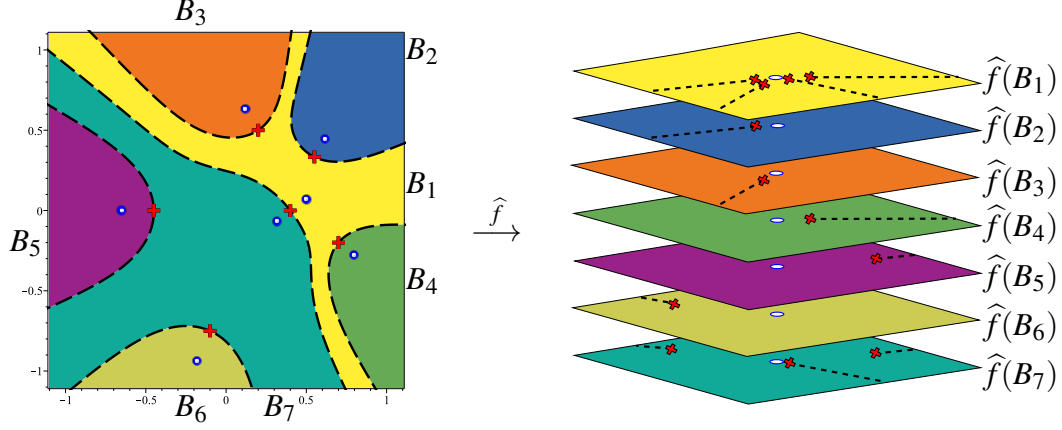 B₃
B₂
B₁
B₄
B₅
B₆
B₇
1
0.5
0
−0.5
−1
−1
−0.5
0
0.5
1
f̂
f̂(B₁)
f̂(B₂)
f̂(B₃)
f̂(B₄)
f̂(B₅)
f̂(B₆)
f̂(B₇)